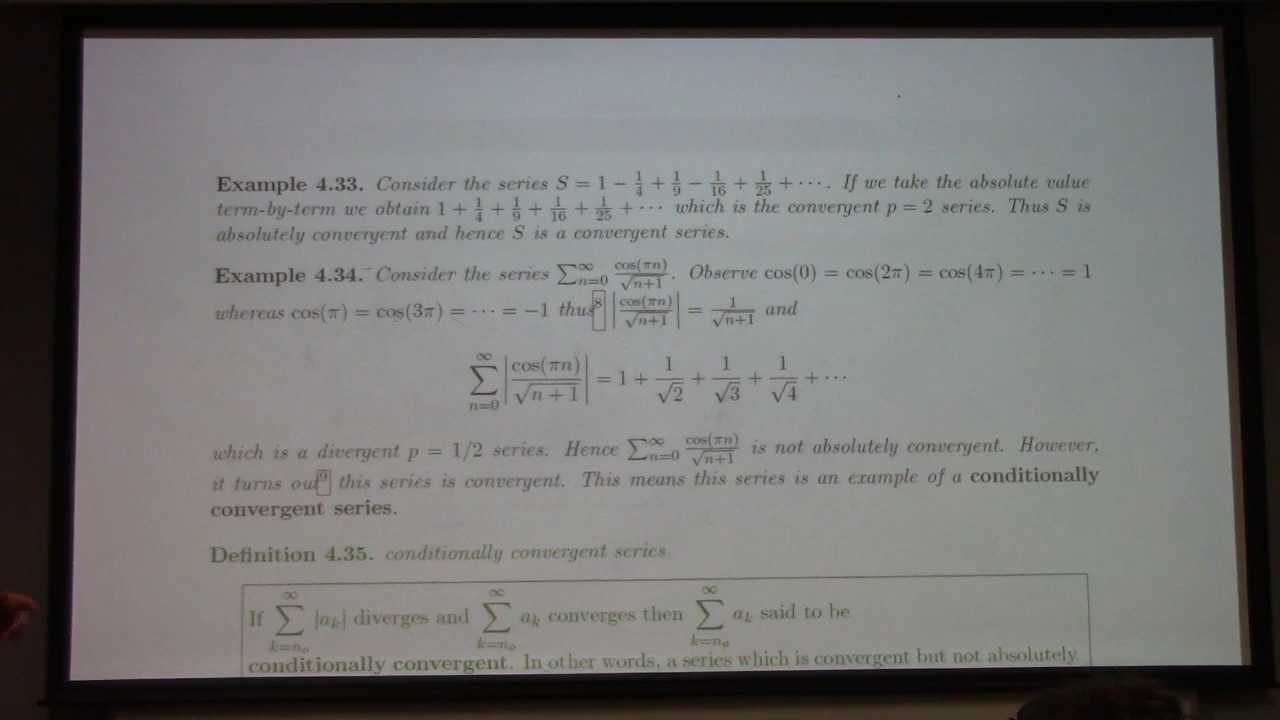 Example 4.33. Consider the series S = 1 − 1/4 + 1/9 − 1/16 + 1/25 + ⋯. If we take the absolute value
term-by-term we obtain 1 + 1/4 + 1/9 + 1/16 + 1/25 + ⋯ which is the convergent p = 2 series. Thus S is
absolutely convergent and hence S is a convergent series.
Example 4.34. Consider the series ∑_{n=0}^∞ cos(πn)/√(n+1). Observe cos(0) = cos(2π) = cos(4π) = ⋯ = 1
whereas cos(π) = cos(3π) = ⋯ = −1 thus⁸ |cos(πn)/√(n+1)| = 1/√(n+1) and
∑_{n=0}^∞ |cos(πn)/√(n+1)| = 1 + 1/√2 + 1/√3 + 1/√4 + ⋯
which is a divergent p = 1/2 series. Hence ∑_{n=0}^∞ cos(πn)/√(n+1) is not absolutely convergent. However,
it turns out⁹ this series is convergent. This means this series is an example of a conditionally
convergent series.
Definition 4.35. conditionally convergent series
If ∑_{k=n_o}^∞ |a_k| diverges and ∑_{k=n_o}^∞ a_k converges then ∑_{k=n_o}^∞ a_k said to be
conditionally convergent. In other words, a series which is convergent but not absolutely